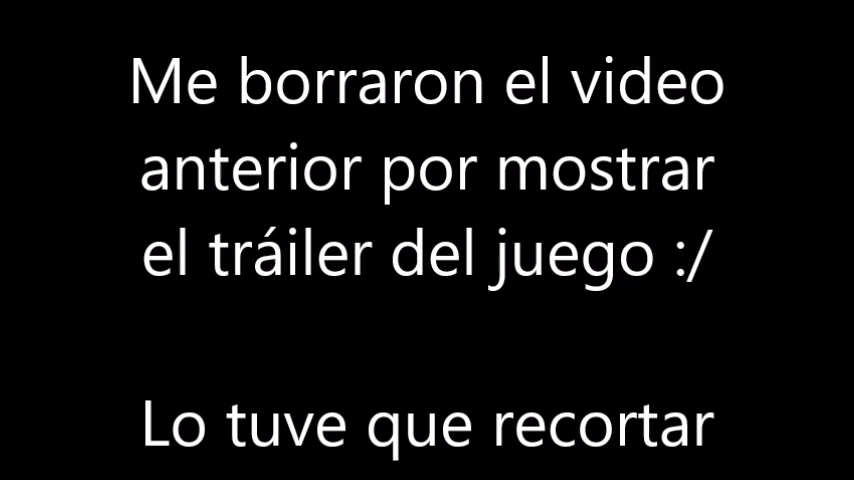 Me borraron el video
anterior por mostrar
el tráiler del juego :/
Lo tuve que recortar